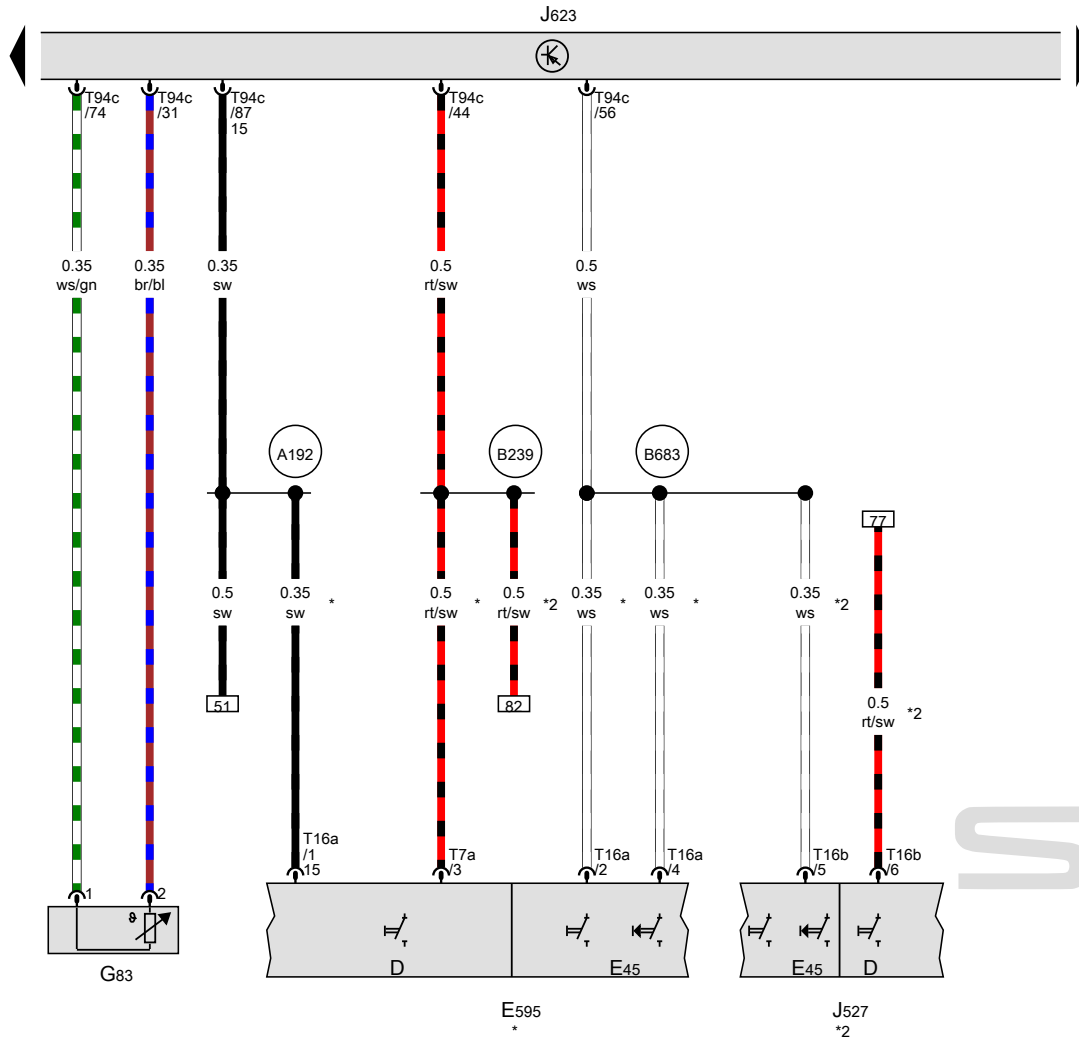 J623
T94c
/74
T94c
/31
T94c
/87
15
T94c
/44
T94c
/56
0.35
ws/gn
0.35
br/bl
0.35
sw
0.5
rt/sw
0.5
ws
A192
B239
B683
77
0.5
sw
0.35
sw
*
0.5
rt/sw
*
0.5
rt/sw
*2
0.35
ws
*
0.35
ws
*
0.35
ws
*2
51
82
0.5
rt/sw
*2
T16a
/1
15
T7a
/3
T16a
/2
T16a
/4
T16b
/5
T16b
/6
1
2
G83
D
E45
E45
D
E595
*
J527
*2
S